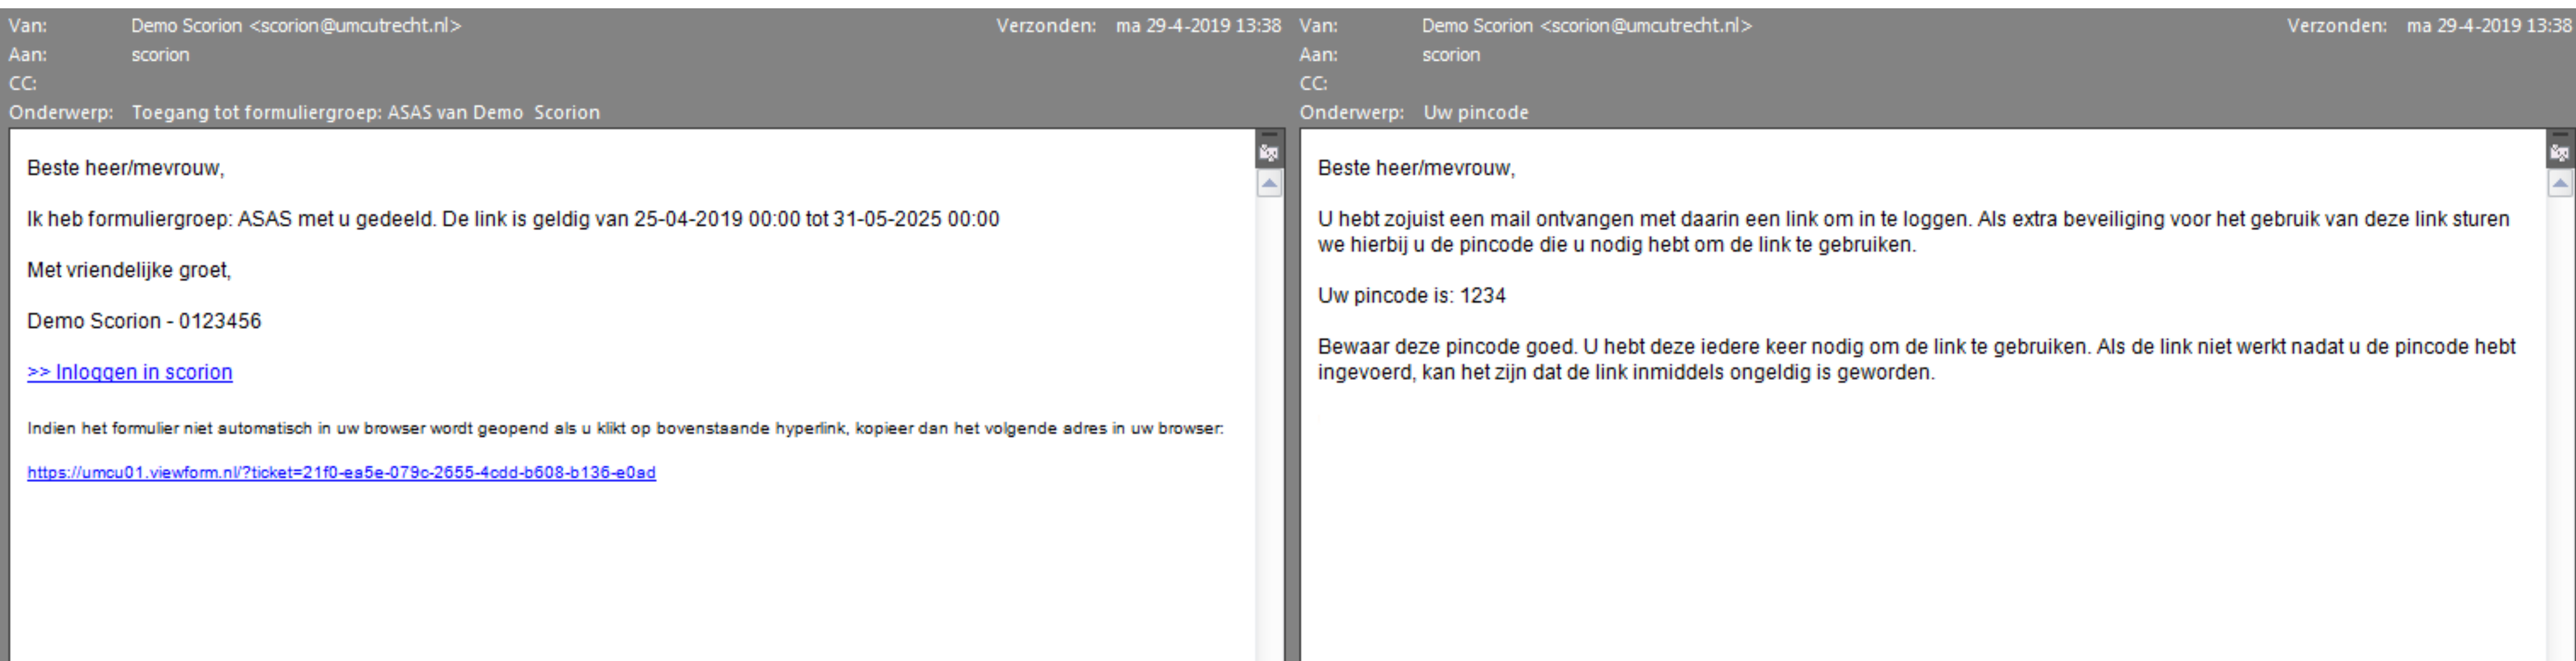 Van: Demo Scorion <scorion@umcutrecht.nl> Verzonden: ma 29-4-2019 13:38
Aan: scorion
CC:
Onderwerp: Toegang tot formuliergroep: ASAS van Demo Scorion
Beste heer/mevrouw,
Ik heb formuliergroep: ASAS met u gedeeld. De link is geldig van 25-04-2019 00:00 tot 31-05-2025 00:00
Met vriendelijke groet,
Demo Scorion - 0123456
>> Inloggen in scorion
Indien het formulier niet automatisch in uw browser wordt geopend als u klikt op bovenstaande hyperlink, kopieer dan het volgende adres in uw browser:
https://umcu01.viewform.nl/?ticket=21f0-ea5e-079c-2655-4cdd-b608-b136-e0ad
Van: Demo Scorion <scorion@umcutrecht.nl> Verzonden: ma 29-4-2019 13:38
Aan: scorion
CC:
Onderwerp: Uw pincode
Beste heer/mevrouw,
U hebt zojuist een mail ontvangen met daarin een link om in te loggen. Als extra beveiliging voor het gebruik van deze link sturen
we hierbij u de pincode die u nodig hebt om de link te gebruiken.
Uw pincode is: 1234
Bewaar deze pincode goed. U hebt deze iedere keer nodig om de link te gebruiken. Als de link niet werkt nadat u de pincode hebt
ingevoerd, kan het zijn dat de link inmiddels ongeldig is geworden.